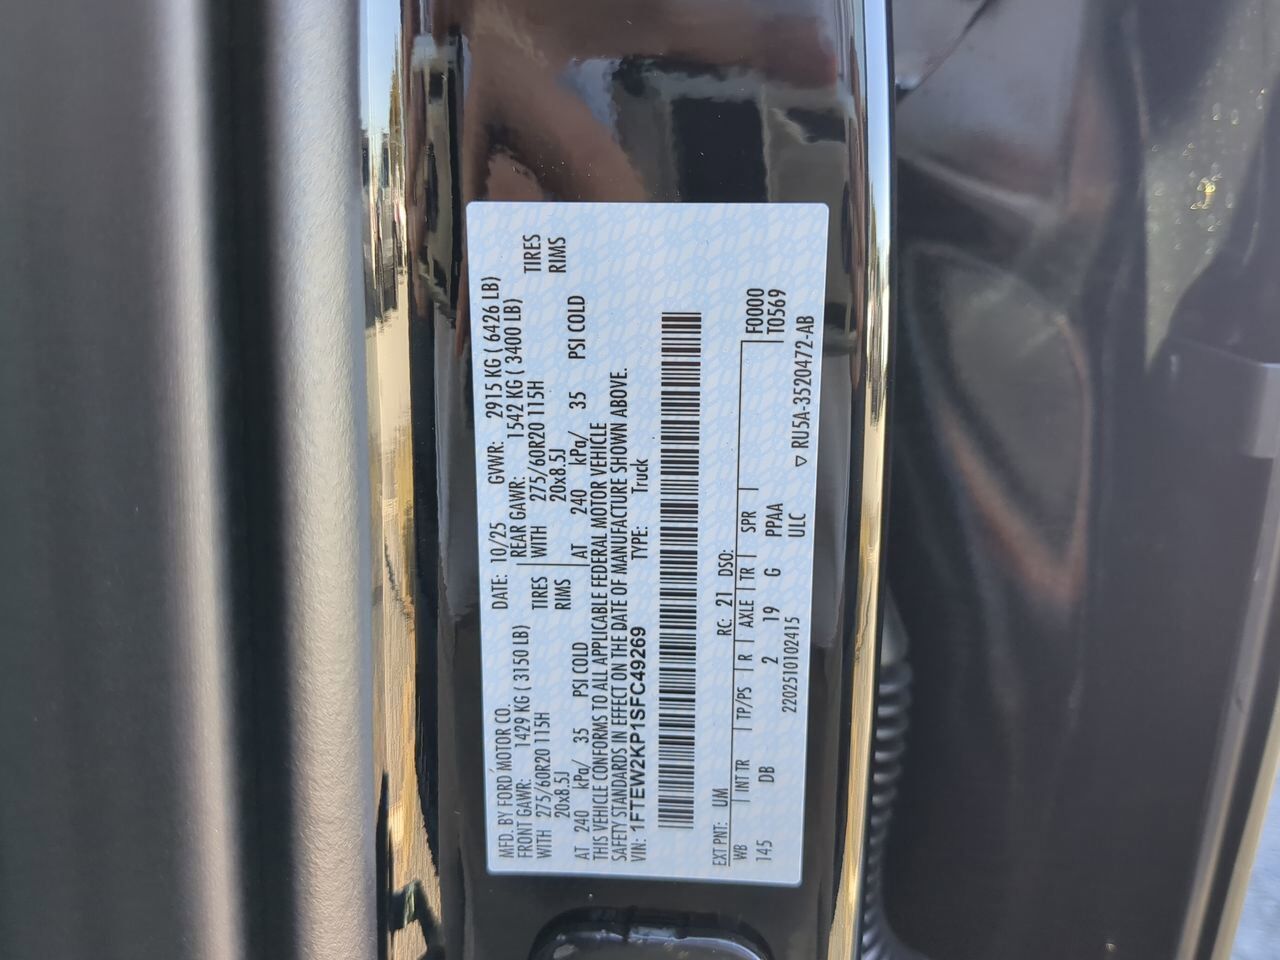 MFD. BY FORD MOTOR CO. DATE: 10/25 GVWR: 2915 KG ( 6426 LB)
FRONT GAWR: 1429 KG ( 3150 LB) REAR GAWR: 1542 KG ( 3400 LB)
WITH 275/60R20 115H TIRES WITH 275/60R20 115H TIRES
20x8.5J RIMS 20x8.5J RIMS
AT 240 kPa/ 35 PSI COLD AT 240 kPa/ 35 PSI COLD
THIS VEHICLE CONFORMS TO ALL APPLICABLE FEDERAL MOTOR VEHICLE
SAFETY STANDARDS IN EFFECT ON THE DATE OF MANUFACTURE SHOWN ABOVE.
VIN: 1FTEW2KP1SFC49269 TYPE: Truck
EXT PNT: UM RC: 21 DSO:
WB INT TR TP/PS R AXLE TR SPR F0000
145 DB 2 19 G PPAA T0569
2202510102415 ULC
▽ RU5A-3520472-AB